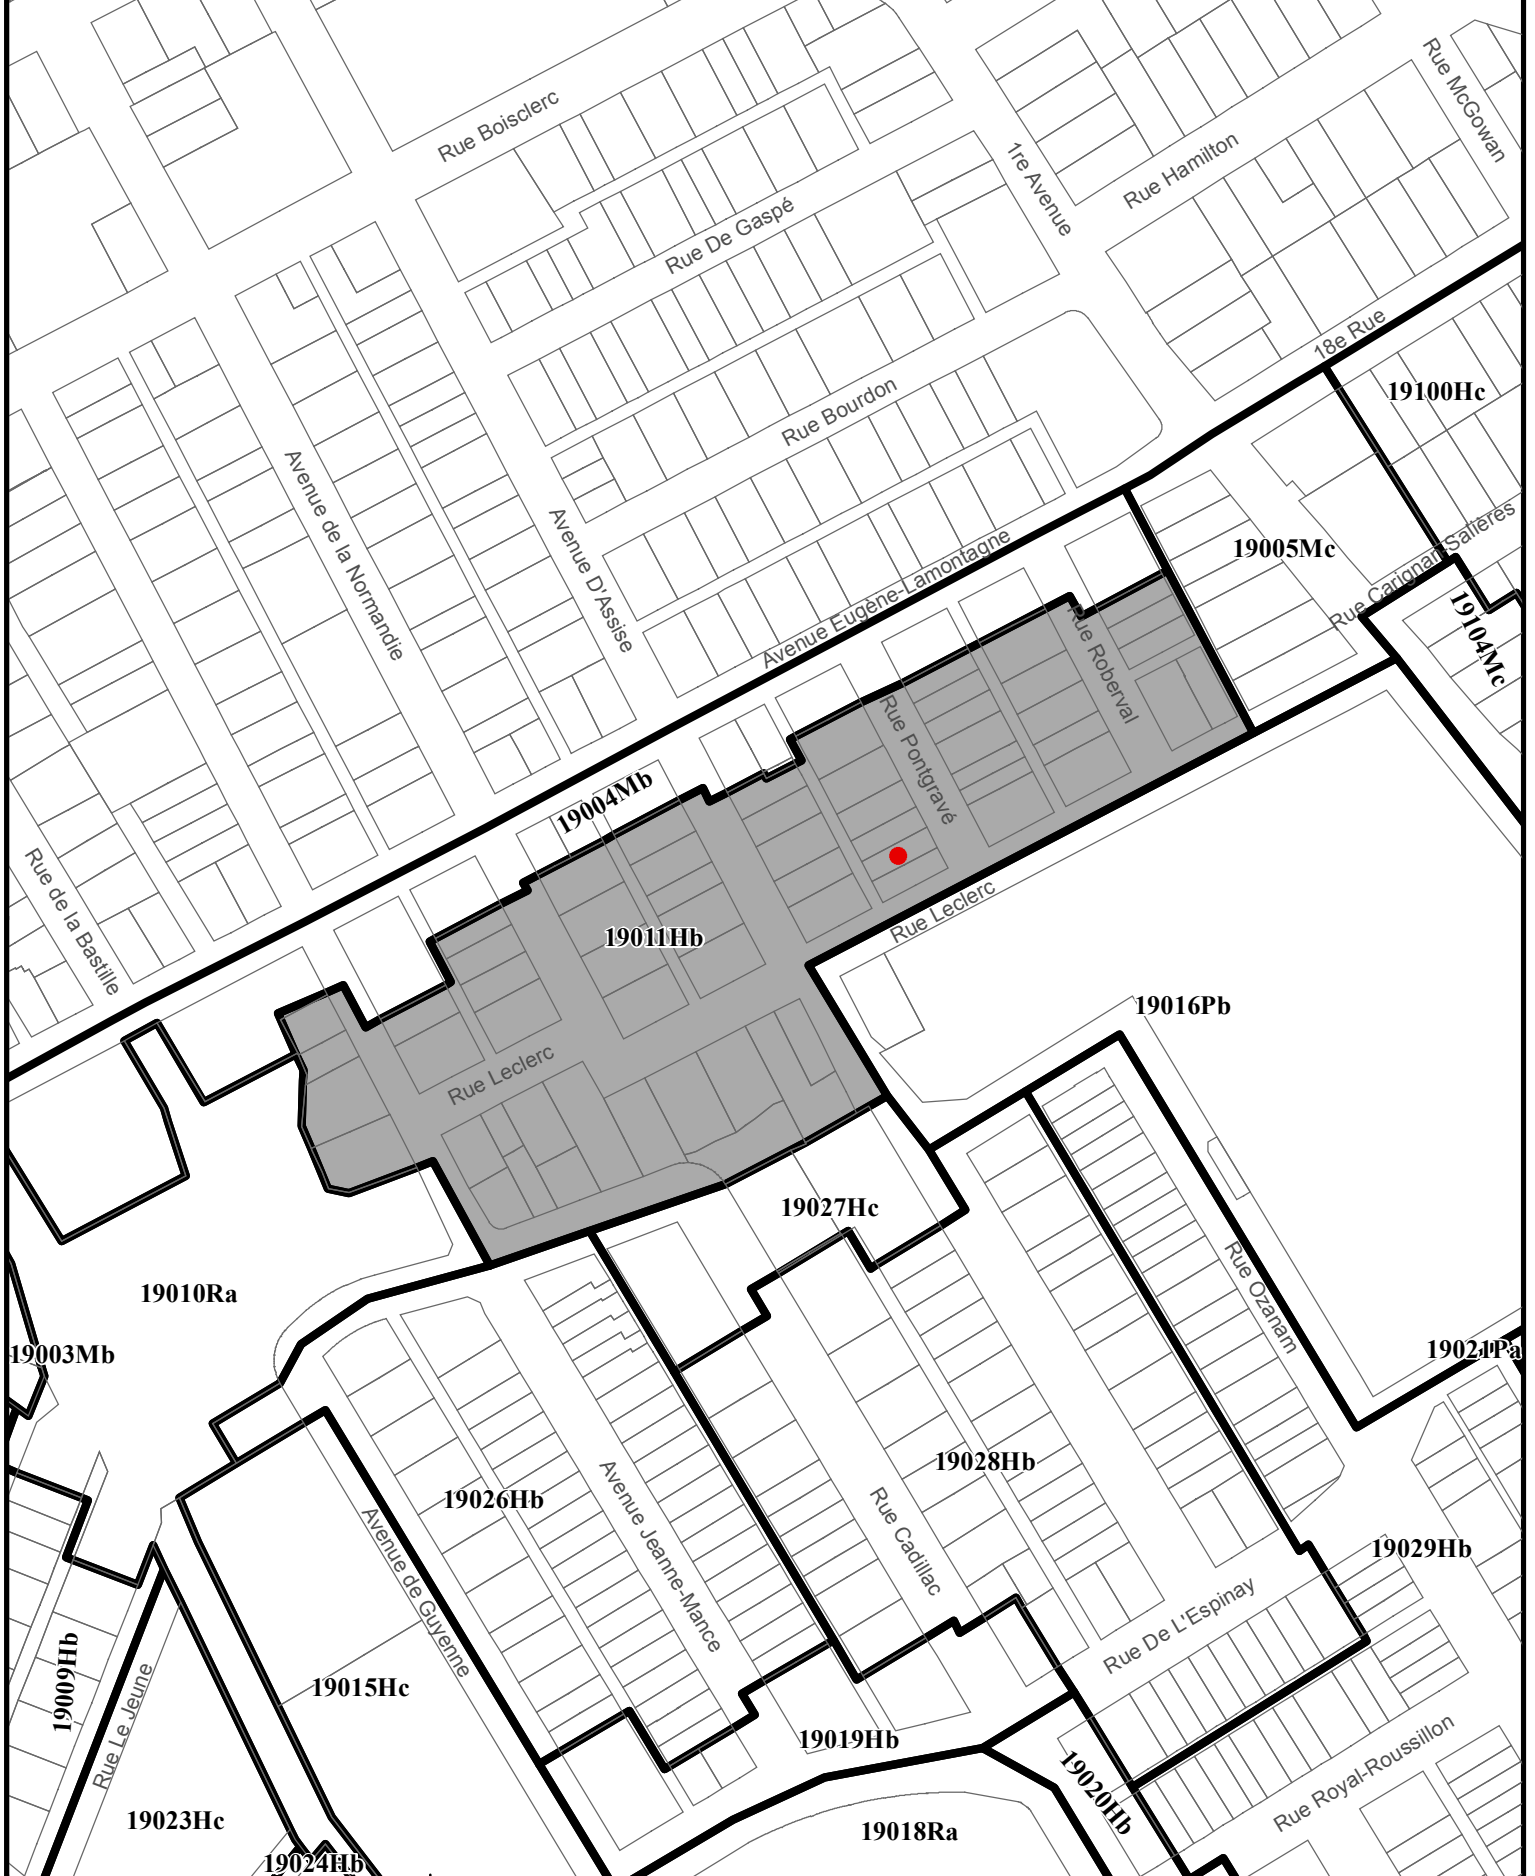 Rue McGowan
Rue Boisclerc
1re Avenue
Rue Hamilton
Rue De Gaspé
18e Rue
19100Hc
Rue Bourdon
Avenue de la Normandie
Avenue D'Assise
Avenue Eugène-Lamontagne
19005Mc
Rue Carignan-Salières
19104Mc
Rue Roberval
Rue Pontgravé
19004Mb
Rue de la Bastille
Rue Leclerc
19011Hb
19016Pb
Rue Leclerc
19027Hc
19010Ra
Rue Ozanam
19003Mb
19021Pa
19028Hb
19026Hb
Avenue Jeanne-Mance
Rue Cadillac
Avenue de Guyenne
19029Hb
Rue De L'Espinay
19009Hb
Rue Le Jeune
19015Hc
19019Hb
19020Hb
Rue Royal-Roussillon
19023Hc
19018Ra
19024Hb